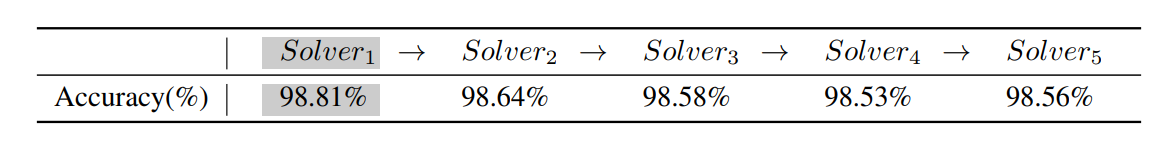 Solver₁ → Solver₂ → Solver₃ → Solver₄ → Solver₅
Accuracy(%) 98.81% 98.64% 98.58% 98.53% 98.56%